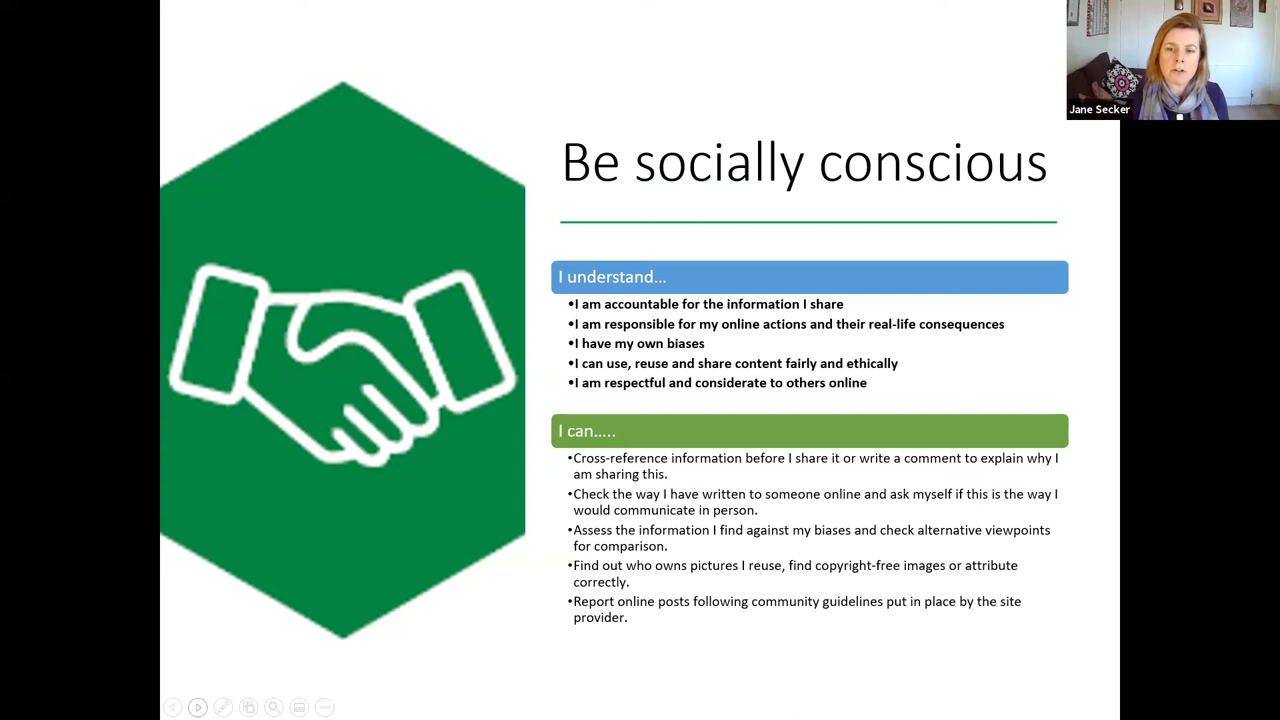 Jane Secker
Be socially conscious
I understand…
•I am accountable for the information I share
•I am responsible for my online actions and their real-life consequences
•I have my own biases
•I can use, reuse and share content fairly and ethically
•I am respectful and considerate to others online
I can…..
•Cross-reference information before I share it or write a comment to explain why I
am sharing this.
•Check the way I have written to someone online and ask myself if this is the way I
would communicate in person.
•Assess the information I find against my biases and check alternative viewpoints
for comparison.
•Find out who owns pictures I reuse, find copyright-free images or attribute
correctly.
•Report online posts following community guidelines put in place by the site
provider.